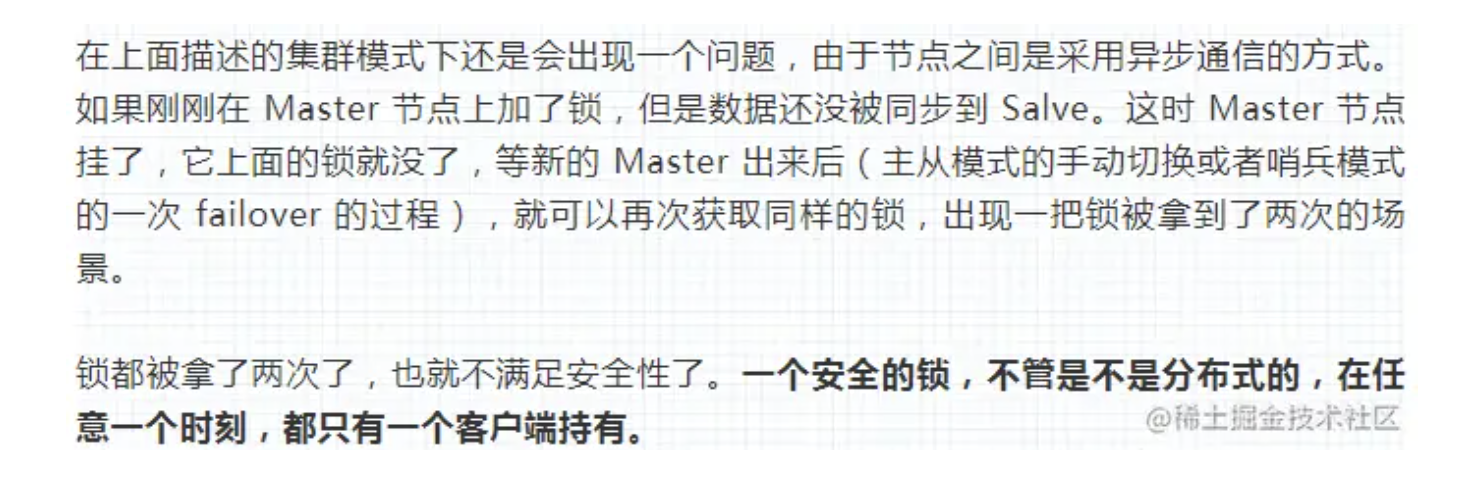 在上面描述的集群模式下还是会出现一个问题，由于节点之间是采用异步通信的方式。
如果刚刚在 Master 节点上加了锁，但是数据还没被同步到 Salve。这时 Master 节点
挂了，它上面的锁就没了，等新的 Master 出来后（主从模式的手动切换或者哨兵模式
的一次 failover 的过程），就可以再次获取同样的锁，出现一把锁被拿到了两次的场
景。
锁都被拿了两次了，也就不满足安全性了。一个安全的锁，不管是不是分布式的，在任
意一个时刻，都只有一个客户端持有。
@稀土掘金技术社区